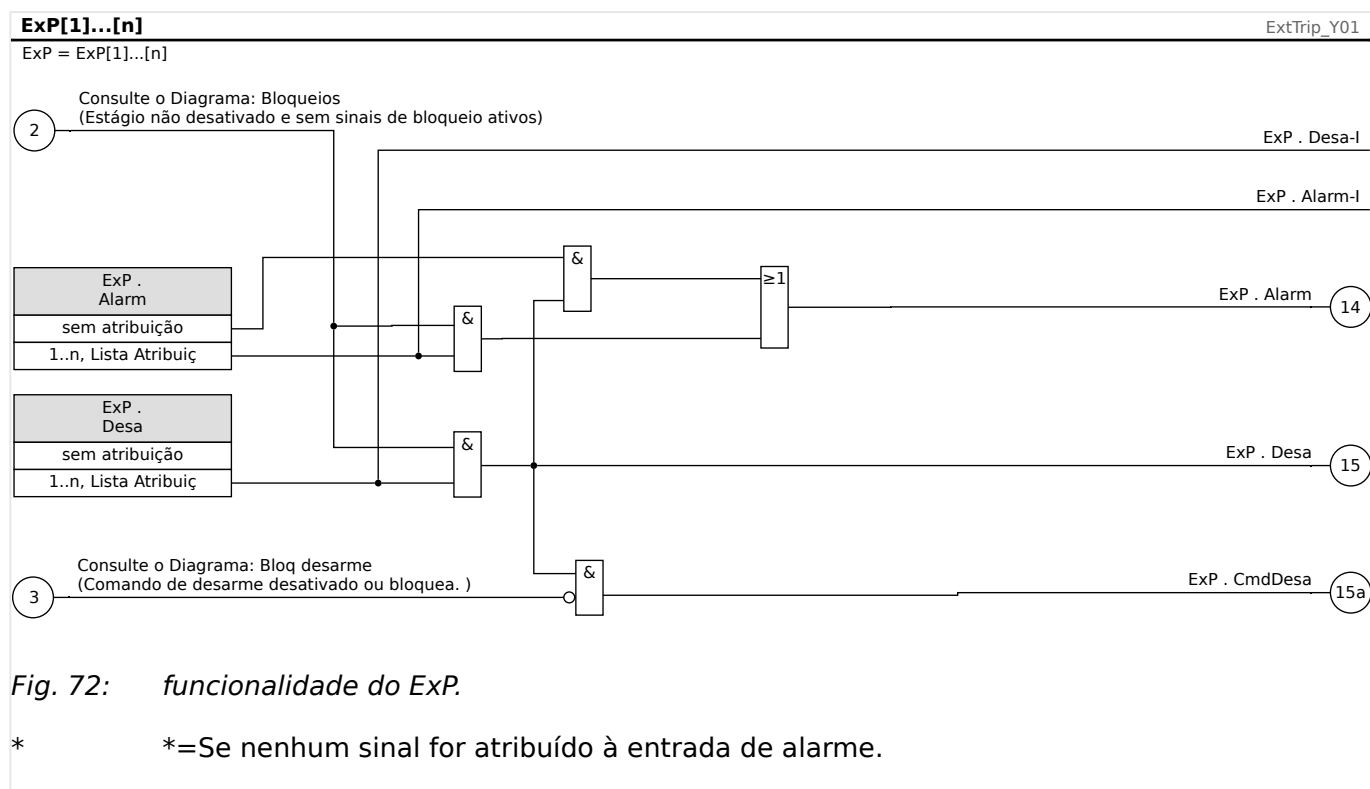 ExP[1]...[n]
ExtTrip_Y01
ExP = ExP[1]...[n]
Consulte o Diagrama: Bloqueios
(Estágio não desativado e sem sinais de bloqueio ativos)
2
ExP . Desa-I
ExP . Alarm-I
&
ExP .
Alarm
≥1
sem atribuição
&
ExP . Alarm
14
1..n, Lista Atribuiç
ExP .
Desa
sem atribuição
&
ExP . Desa
15
1..n, Lista Atribuiç
Consulte o Diagrama: Bloq desarme
(Comando de desarme desativado ou bloquea. )
3
&
ExP . CmdDesa
15a
Fig. 72: funcionalidade do ExP.
* *=Se nenhum sinal for atribuído à entrada de alarme.